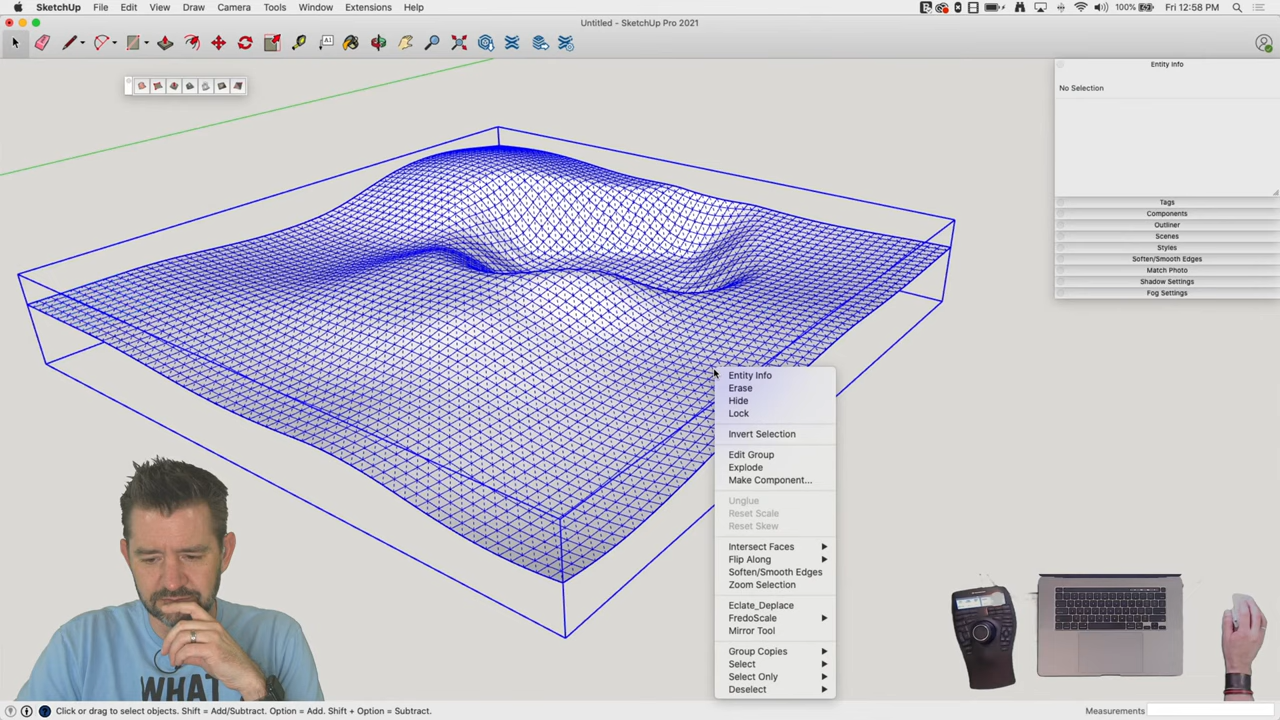 SketchUp File Edit View Draw Camera Tools Window Extensions Help
100% Fri 12:58 PM
Untitled - SketchUp Pro 2021
Entity Info
No Selection
Tags
Components
Outliner
Scenes
Styles
Soften/Smooth Edges
Match Photo
Shadow Settings
Fog Settings
Entity Info
Erase
Hide
Lock
Invert Selection
Edit Group
Explode
Make Component...
Unglue
Reset Scale
Reset Skew
Intersect Faces
Flip Along
Soften/Smooth Edges
Zoom Selection
Eclate_Deplace
FredoScale
Mirror Tool
Group Copies
Select
Select Only
Deselect
WHAT
Click or drag to select objects. Shift = Add/Subtract. Option = Add. Shift + Option = Subtract.
Measurements